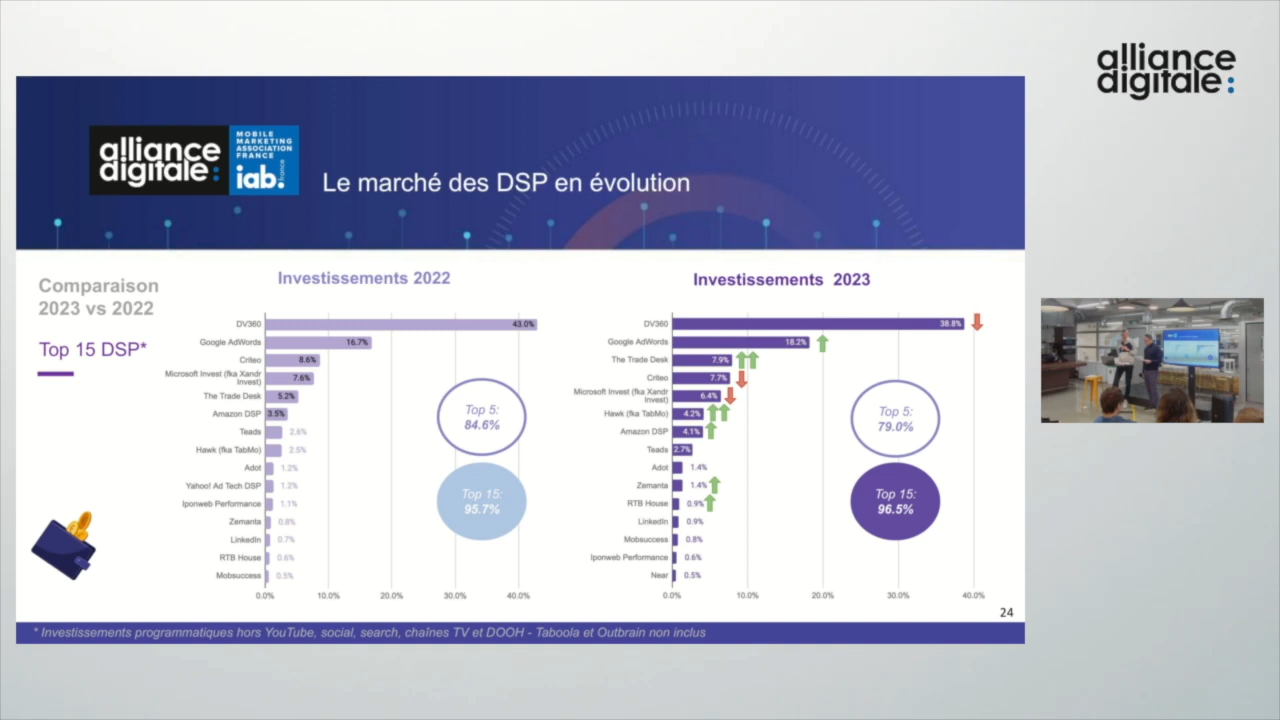 alliance
digitale:
alliance
digitale:
MOBILE
MARKETING
ASSOCIATION
FRANCE
iab.
france
Le marché des DSP en évolution
Comparaison
2023 vs 2022
Top 15 DSP*
Investissements 2022
DV360 43.0%
Google AdWords 16.7%
Criteo 8.6%
Microsoft Invest (fka Xandr
Invest) 7.6%
The Trade Desk 5.2%
Amazon DSP 3.5%
Teads 2.6%
Hawk (fka TabMo) 2.5%
Adot 1.2%
Yahoo! Ad Tech DSP 1.2%
Iponweb Performance 1.1%
Zemanta 0.8%
LinkedIn 0.7%
RTB House 0.6%
Mobsuccess 0.5%
0.0% 10.0% 20.0% 30.0% 40.0%
Top 5:
84.6%
Top 15:
95.7%
Investissements 2023
DV360 38.8%
Google AdWords 18.2%
The Trade Desk 7.9%
Criteo 7.7%
Microsoft Invest (fka Xandr
Invest) 6.4%
Hawk (fka TabMo) 4.2%
Amazon DSP 4.1%
Teads 2.7%
Adot 1.4%
Zemanta 1.4%
RTB House 0.9%
LinkedIn 0.9%
Mobsuccess 0.8%
Iponweb Performance 0.6%
Near 0.5%
0.0% 10.0% 20.0% 30.0% 40.0%
Top 5:
79.0%
Top 15:
96.5%
24
* Investissements programmatiques hors YouTube, social, search, chaînes TV et DOOH - Taboola et Outbrain non inclus